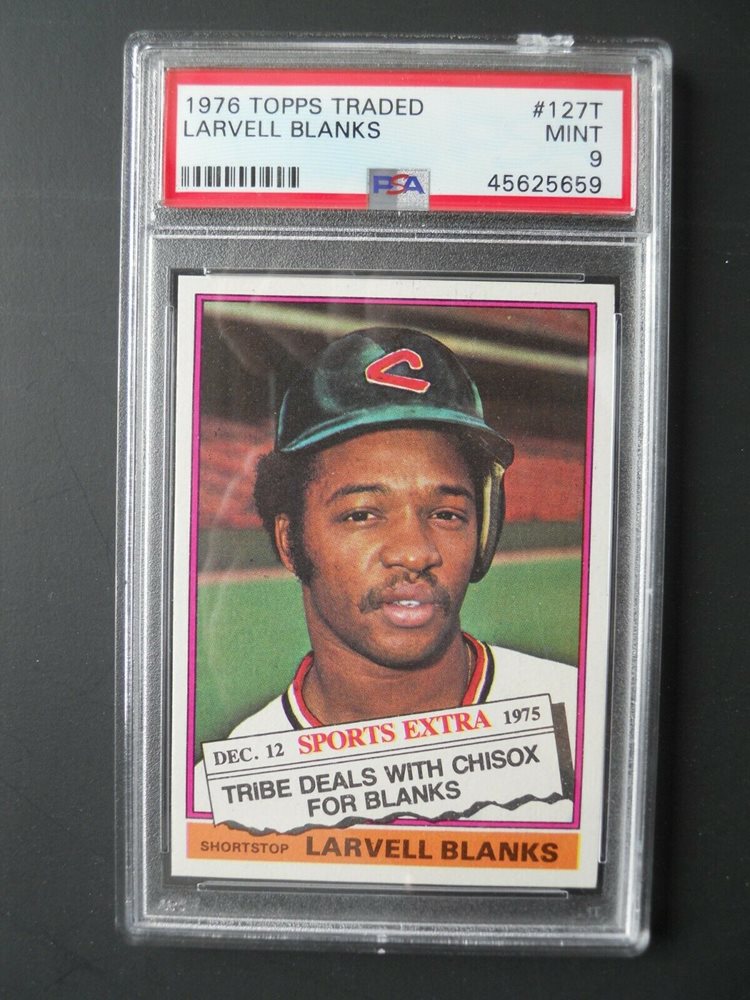 1976 TOPPS TRADED #127T
LARVELL BLANKS MINT
9
PSA 45625659
C
DEC. 12 SPORTS EXTRA 1975
TRIBE DEALS WITH CHISOX
FOR BLANKS
SHORTSTOP LARVELL BLANKS